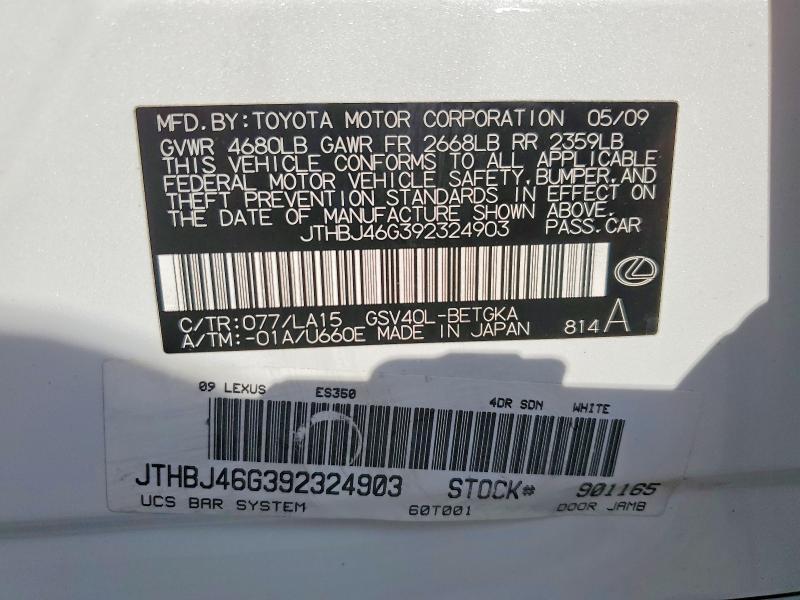 MFD. BY: TOYOTA MOTOR CORPORATION 05/09
GVWR 4680LB GAWR FR 2668LB RR 2359LB
THIS VEHICLE CONFORMS TO ALL APPLICABLE
FEDERAL MOTOR VEHICLE SAFETY, BUMPER, AND
THEFT PREVENTION STANDARDS IN EFFECT ON
THE DATE OF MANUFACTURE SHOWN ABOVE.
JTHBJ46G392324903 PASS. CAR
C/TR: 077/LA15 GSV40L-BETGKA
A/TM: -01A/U660E MADE IN JAPAN 814 A
09 LEXUS ES350 4DR SDN WHITE
JTHBJ46G392324903 STOCK# 901165
UCS BAR SYSTEM 60T001 DOOR JAMB